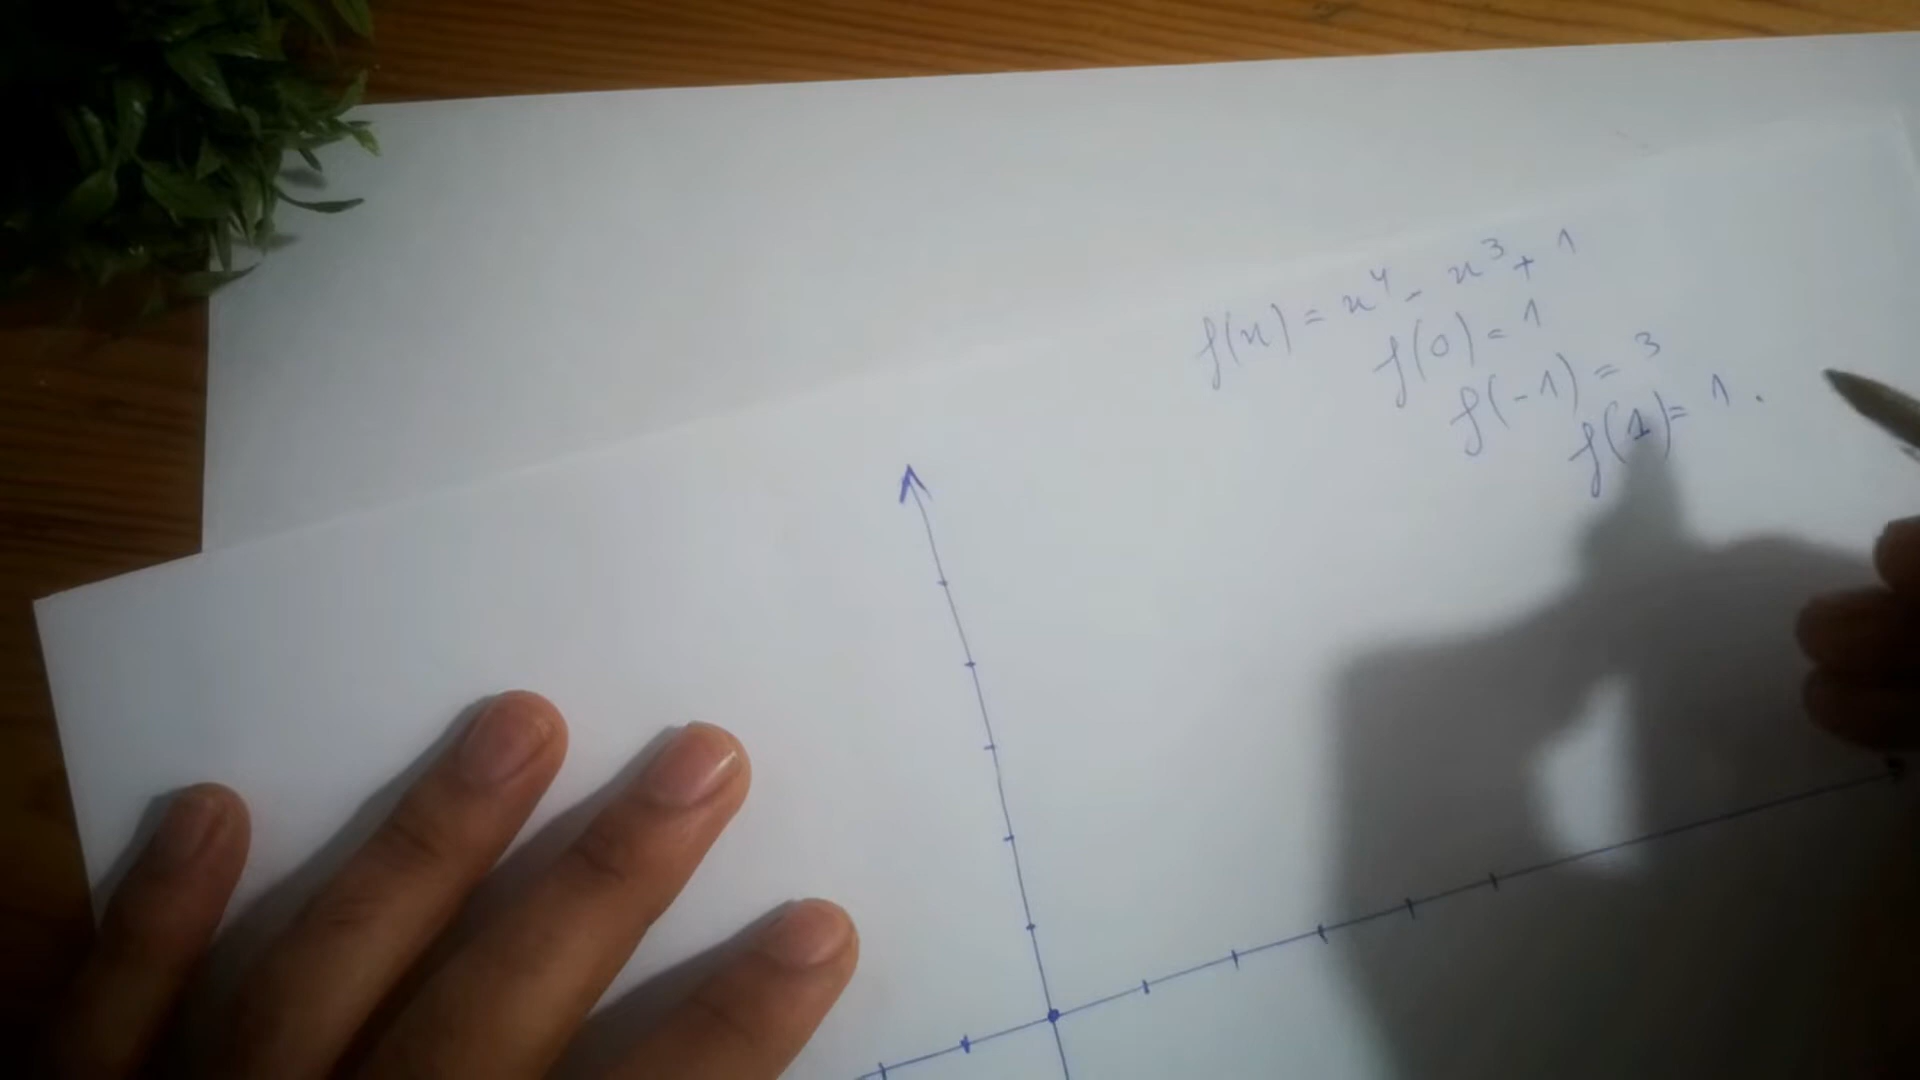 f(x) = x⁴ - x³ + 1
f(0) = 1
f(-1) = 3
f(1) = 1.